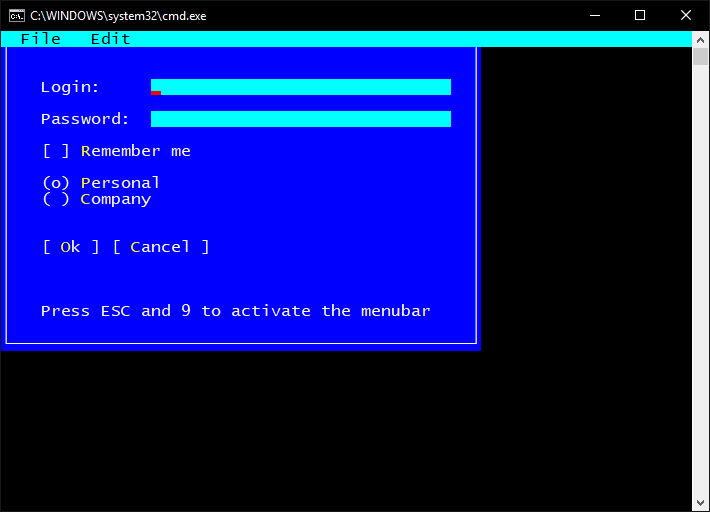 C:\WINDOWS\system32\cmd.exe
File Edit
Login:
Password:
[ ] Remember me
(o) Personal
( ) Company
[ Ok ] [ Cancel ]
Press ESC and 9 to activate the menubar